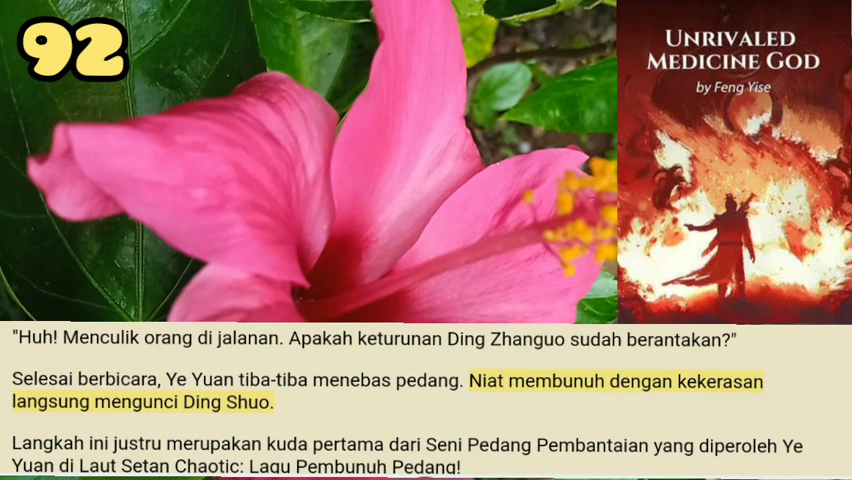 92
UNRIVALED
MEDICINE GOD
by Feng Yise
"Huh! Menculik orang di jalanan. Apakah keturunan Ding Zhanguo sudah berantakan?"
Selesai berbicara, Ye Yuan tiba-tiba menebas pedang. Niat membunuh dengan kekerasan
langsung mengunci Ding Shuo.
Langkah ini justru merupakan kuda pertama dari Seni Pedang Pembantaian yang diperoleh Ye
Yuan di Laut Setan Chaotic: Lagu Pembunuh Pedang!